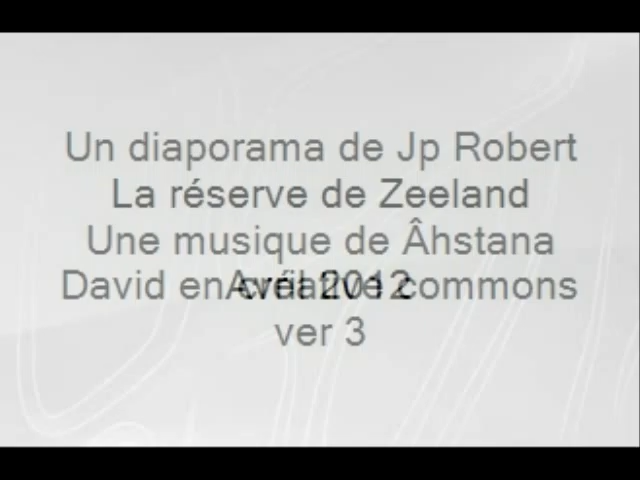 Un diaporama de Jp Robert
La réserve de Zeeland
Une musique de Âhstana
David en créative commons
Avril 2012
ver 3